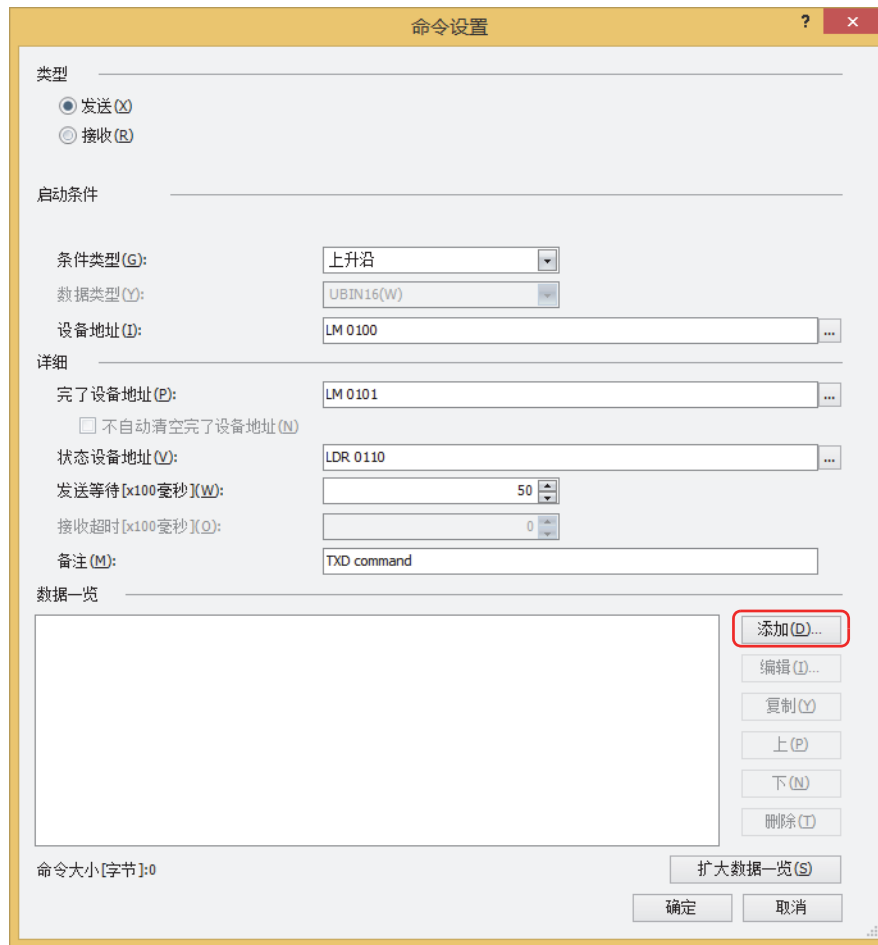 命令设置
? ×
类型
发送(X)
接收(R)
启动条件
条件类型(G): 上升沿
数据类型(Y): UBIN16(W)
设备地址(I): LM 0100 ...
详细
完了设备地址(P): LM 0101 ...
不自动清空完了设备地址(N)
状态设备地址(V): LDR 0110 ...
发送等待[x100毫秒](W): 50
接收超时[x100毫秒](O): 0
备注(M): TXD command
数据一览
添加(D)...
编辑(I)...
复制(Y)
上(P)
下(N)
删除(T)
命令大小[字节]:0
扩大数据一览(S)
确定 取消